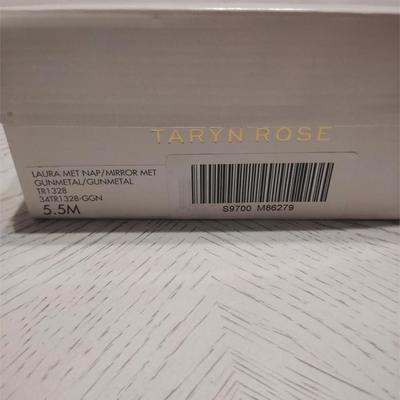 TARYN ROSE
LAURA MET NAP/MIRROR MET
GUNMETAL/GUNMETAL
TR1328
34TR1328-GGN
5.5M
S9700 M86279